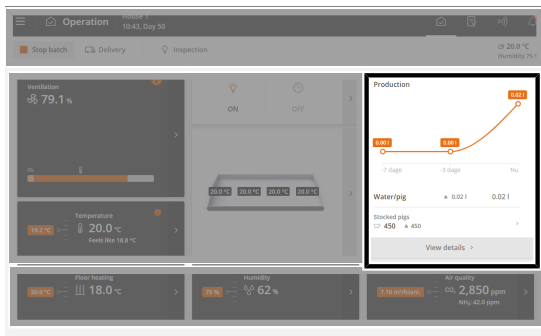 Operation
House 1
10:43, Day 50
Stop batch
Delivery
Inspection
20.0 °C
Humidity 75 %
Ventilation
79.1 %
0%
ON
OFF
20.0 °C 20.0 °C 20.0 °C 20.0 °C
Temperature
19.2 °C
20.0 °C
Feels like 18.8 °C
Production
0.00 l
0.00 l
0.02 l
-7 dage
-3 dage
Nu
Water/pig
▲ 0.02 l
0.02 l
Stocked pigs
450 ▲ 450
View details >
Floor heating
18.0 °C
Humidity
75 %
62 %
Air quality
CO₂ 2,850 ppm
NH₃: 42.0 ppm